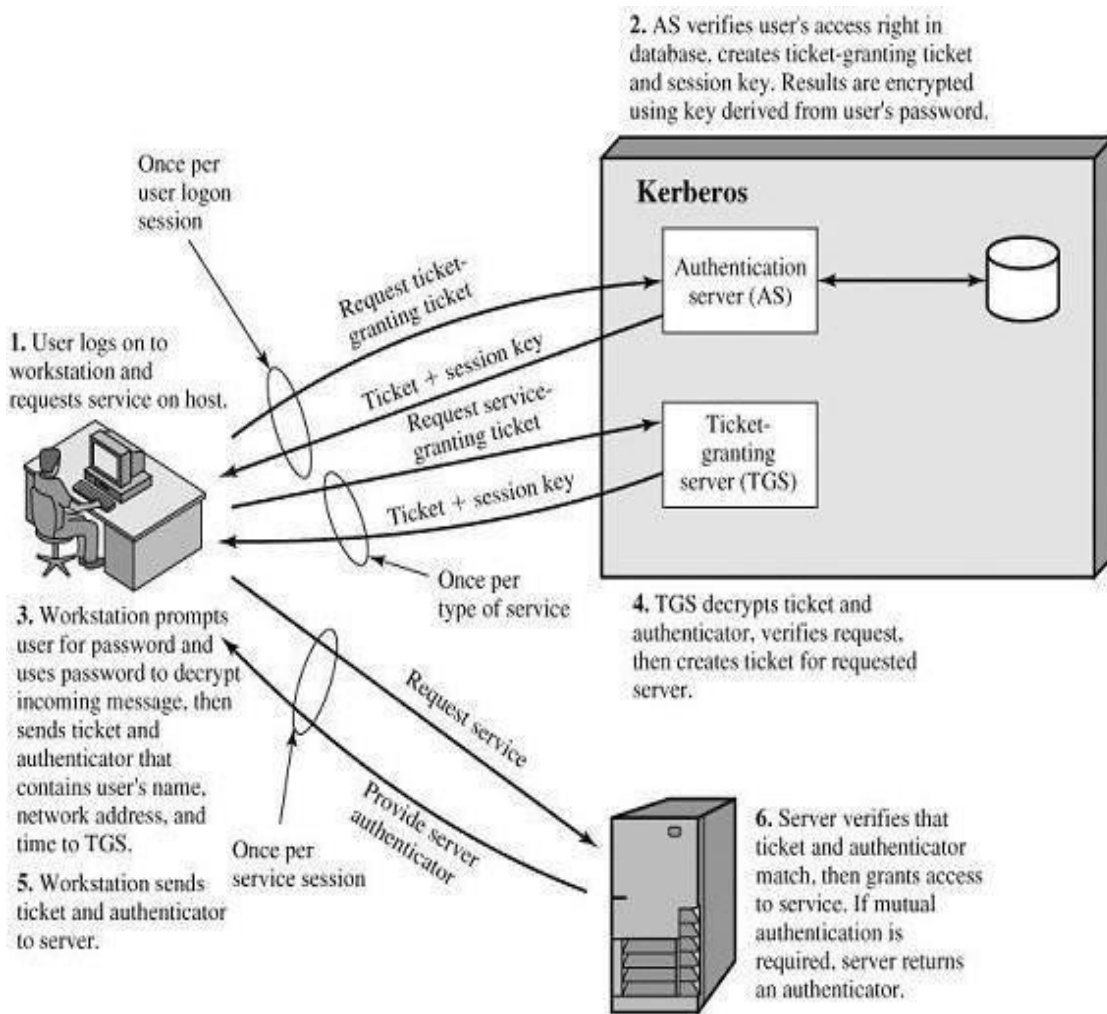 2. AS verifies user's access right in
database, creates ticket-granting ticket
and session key. Results are encrypted
using key derived from user's password.
Once per
user logon
session
Kerberos
Authentication
server (AS)
Request ticket-
granting ticket
1. User logs on to
workstation and
requests service on host.
Ticket + session key
Request service-
granting ticket
Ticket-
granting
server (TGS)
Ticket + session key
Once per
type of service
3. Workstation prompts
user for password and
uses password to decrypt
incoming message, then
sends ticket and
authenticator that
contains user's name,
network address, and
time to TGS.
4. TGS decrypts ticket and
authenticator, verifies request,
then creates ticket for requested
server.
Request service
Provide server
authenticator
Once per
service session
5. Workstation sends
ticket and authenticator
to server.
6. Server verifies that
ticket and authenticator
match, then grants access
to service. If mutual
authentication is
required, server returns
an authenticator.